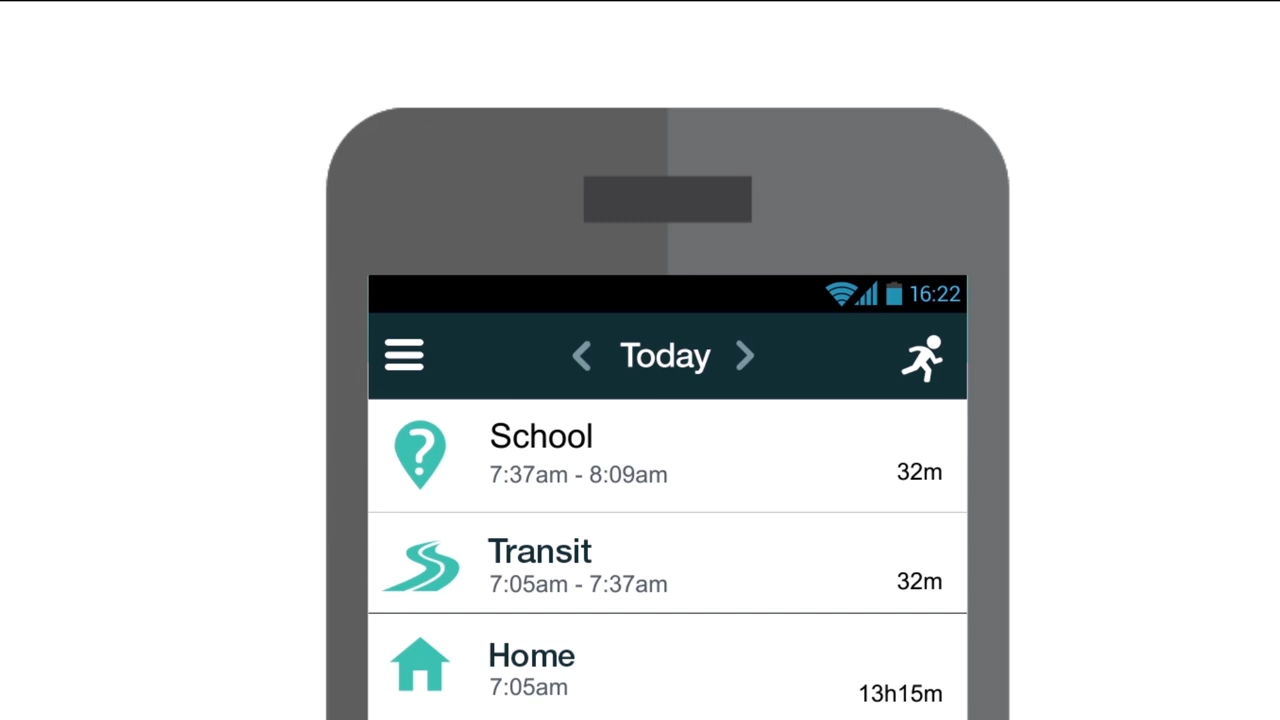 16:22
Today
School
7:37am - 8:09am
32m
Transit
7:05am - 7:37am
32m
Home
7:05am
13h15m